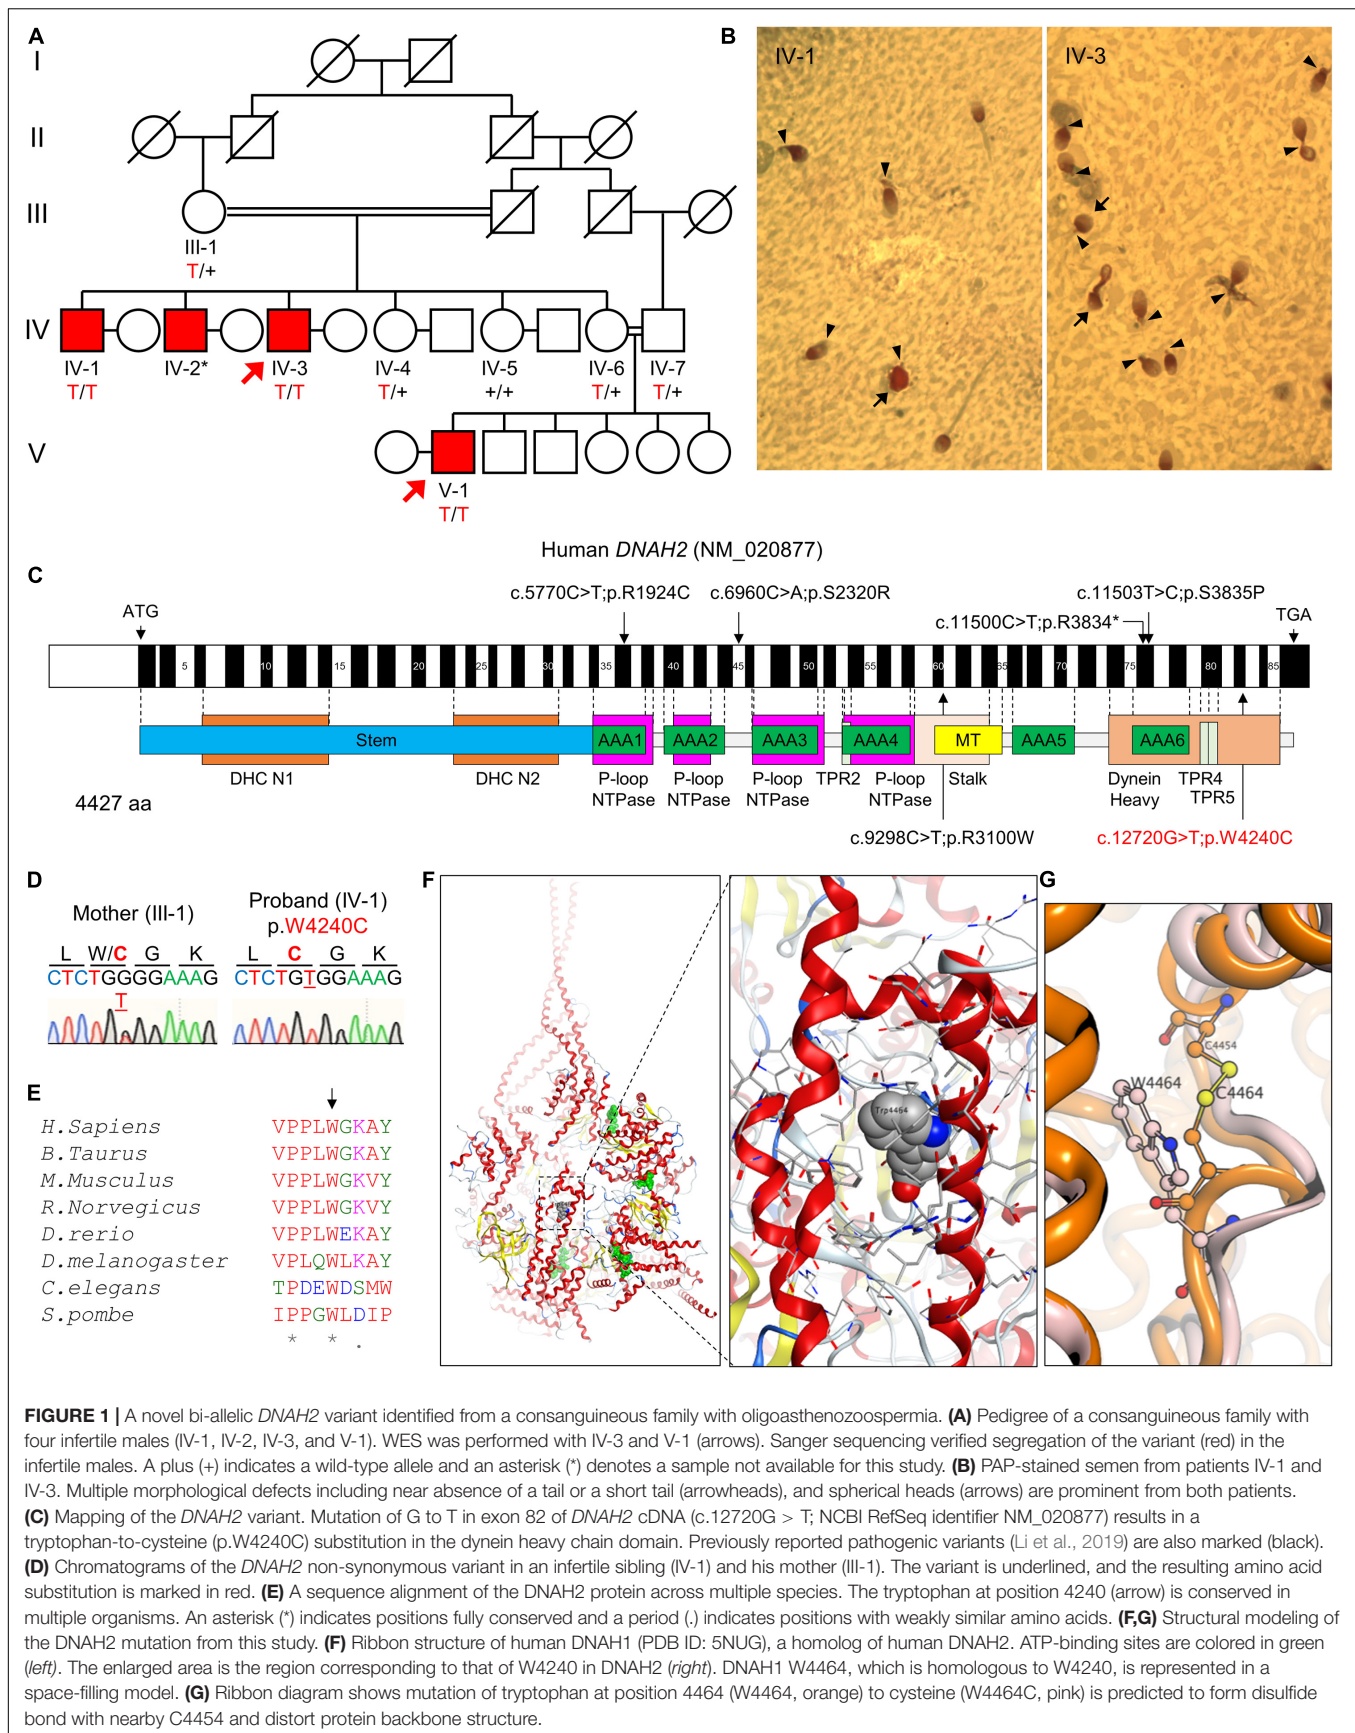 A
I
II
III
III-1
T/+
IV
IV-1
T/T
IV-2*
IV-3
T/T
IV-4
T/+
IV-5
+/+
IV-6
T/+
IV-7
T/+
V
V-1
T/T
B
IV-1
IV-3
Human DNAH2 (NM_020877)
C
c.5770C>T;p.R1924C
c.6960C>A;p.S2320R
c.11503T>C;p.S3835P
c.11500C>T;p.R3834*
ATG
TGA
5 10 15 20 25 30 35 40 45 50 55 60 65 70 75 80 85
Stem AAA1 AAA2 AAA3 AAA4 MT AAA5 AAA6
DHC N1 DHC N2 P-loop NTPase P-loop NTPase P-loop NTPase TPR2 P-loop NTPase Stalk Dynein Heavy TPR4 TPR5
4427 aa
c.9298C>T;p.R3100W
c.12720G>T;p.W4240C
D
Mother (III-1)
L W/C G K
CTCTGGGGAAAG
T
Proband (IV-1)
p.W4240C
L C G K
CTCTGTGGAAAG
E
H.Sapiens VPPLWGKAY
B.Taurus VPPLWGKAY
M.Musculus VPPLWGKVY
R.Norvegicus VPPLWGKVY
D.rerio VPPLWEKAY
D.melanogaster VPLQWLKAY
C.elegans TPDEWDSMW
S.pombe IPPGWLDIP
* * .
F
Trp4464
G
C4454
W4464
C4464
FIGURE 1 | A novel bi-allelic DNAH2 variant identified from a consanguineous family with oligoasthenozoospermia. (A) Pedigree of a consanguineous family with
four infertile males (IV-1, IV-2, IV-3, and V-1). WES was performed with IV-3 and V-1 (arrows). Sanger sequencing verified segregation of the variant (red) in the
infertile males. A plus (+) indicates a wild-type allele and an asterisk (*) denotes a sample not available for this study. (B) PAP-stained semen from patients IV-1 and
IV-3. Multiple morphological defects including near absence of a tail or a short tail (arrowheads), and spherical heads (arrows) are prominent from both patients.
(C) Mapping of the DNAH2 variant. Mutation of G to T in exon 82 of DNAH2 cDNA (c.12720G > T; NCBI RefSeq identifier NM_020877) results in a
tryptophan-to-cysteine (p.W4240C) substitution in the dynein heavy chain domain. Previously reported pathogenic variants (Li et al., 2019) are also marked (black).
(D) Chromatograms of the DNAH2 non-synonymous variant in an infertile sibling (IV-1) and his mother (III-1). The variant is underlined, and the resulting amino acid
substitution is marked in red. (E) A sequence alignment of the DNAH2 protein across multiple species. The tryptophan at position 4240 (arrow) is conserved in
multiple organisms. An asterisk (*) indicates positions fully conserved and a period (.) indicates positions with weakly similar amino acids. (F,G) Structural modeling of
the DNAH2 mutation from this study. (F) Ribbon structure of human DNAH1 (PDB ID: 5NUG), a homolog of human DNAH2. ATP-binding sites are colored in green
(left). The enlarged area is the region corresponding to that of W4240 in DNAH2 (right). DNAH1 W4464, which is homologous to W4240, is represented in a
space-filling model. (G) Ribbon diagram shows mutation of tryptophan at position 4464 (W4464, orange) to cysteine (W4464C, pink) is predicted to form disulfide
bond with nearby C4454 and distort protein backbone structure.